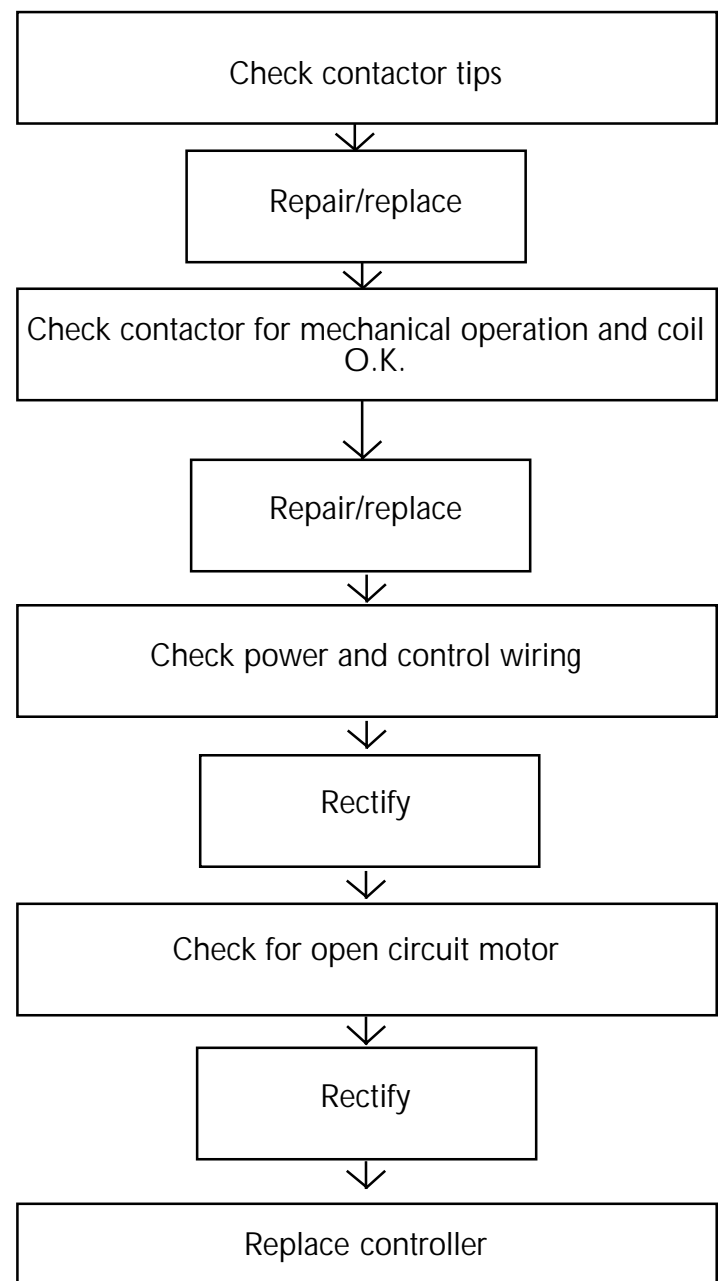 Check contactor tips
Repair/replace
Check contactor for mechanical operation and coil
O.K.
Repair/replace
Check power and control wiring
Rectify
Check for open circuit motor
Rectify
Replace controller